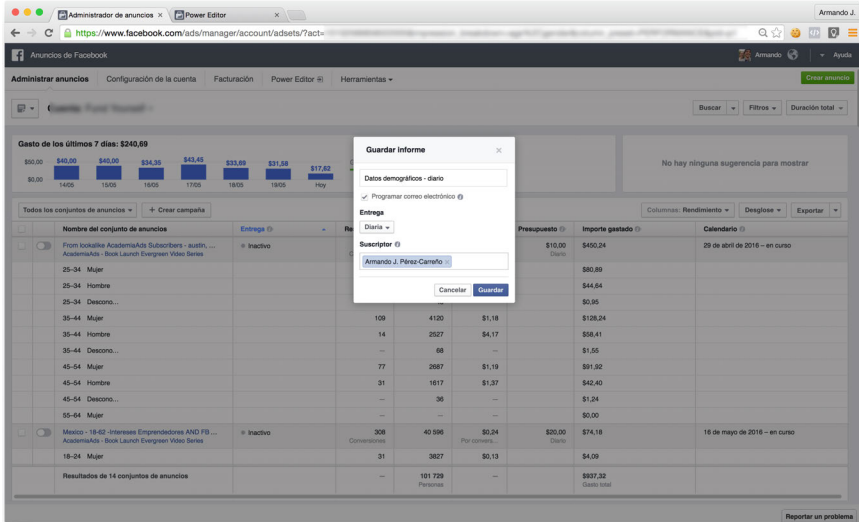 Administrador de anuncios × Power Editor × Armando J.
https://www.facebook.com/ads/manager/account/adsets/?act=
Anuncios de Facebook Armando Ayuda
Administrar anuncios Configuración de la cuenta Facturación Power Editor Herramientas Crear anuncio
Buscar Filtros Duración total
Gasto de los últimos 7 días: $240,69
$50,00 $40,00 $40,00 $34,35 $43,45 $33,69 $31,58 $17,62
$0,00
14/05 15/05 16/05 17/05 18/05 19/05 Hoy
No hay ninguna sugerencia para mostrar
Guardar informe ×
Datos demográficos - diario
Programar correo electrónico
Entrega
Diaria
Suscriptor
Armando J. Pérez-Carreño ×
Cancelar Guardar
Todos los conjuntos de anuncios + Crear campaña Columnas: Rendimiento Desglose Exportar
Nombre del conjunto de anuncios Entrega Presupuesto Importe gastado Calendario
From lookalike AcademiaAds Subscribers - austin, ... Inactivo $10,00 $450,24 29 de abril de 2016 – en curso
AcademiaAds - Book Launch Evergreen Video Series Diario
25–34 Mujer $80,89
25–34 Hombre $44,64
25–34 Descono... $0,95
35–44 Mujer 109 4120 $1,18 $128,24
35–44 Hombre 14 2527 $4,17 $58,41
35–44 Descono... — 68 — $1,55
45–54 Mujer 77 2687 $1,19 $91,92
45–54 Hombre 31 1617 $1,37 $42,40
45–54 Descono... — 36 — $1,24
55–64 Mujer — — — $0,00
Mexico - 18-62 -Intereses Emprendedores AND FB ... Inactivo 308 40 596 $0,24 $20,00 $74,18 16 de mayo de 2016 – en curso
AcademiaAds - Book Launch Evergreen Video Series Conversiones Por convers... Diario
18–24 Mujer 31 3827 $0,13 $4,09
Resultados de 14 conjuntos de anuncios — 101 729 — $937,32
Personas Gasto total
Reportar un problema